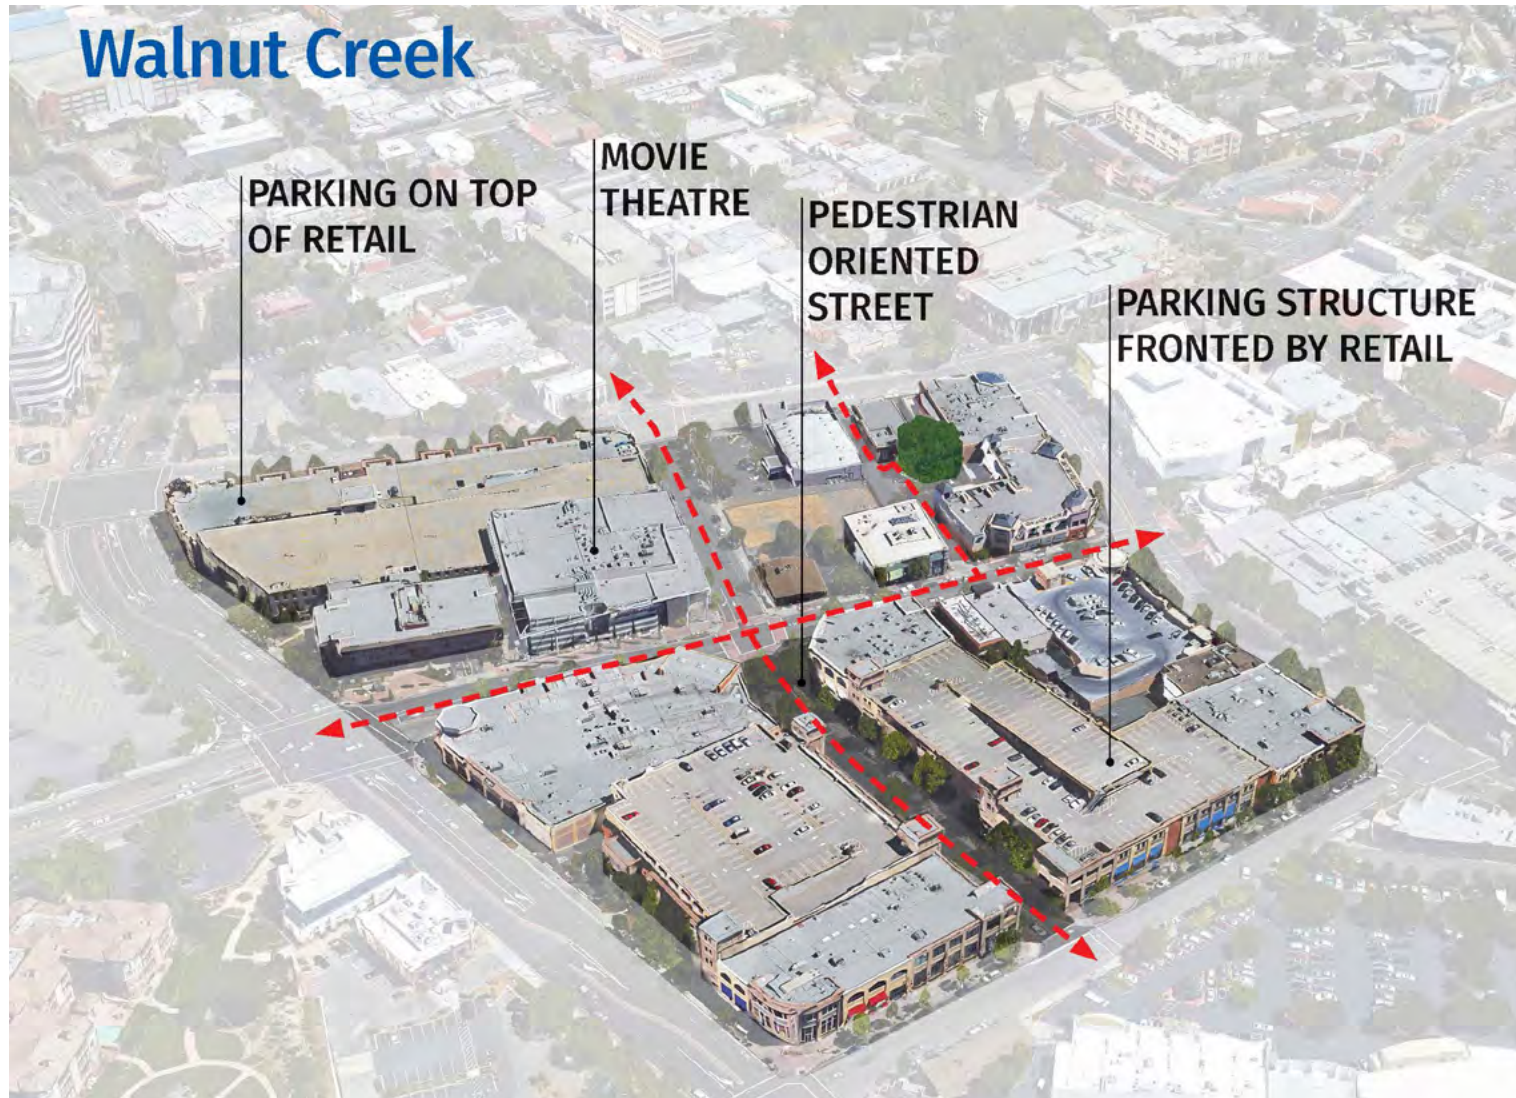 Walnut Creek
PARKING ON TOP
OF RETAIL
MOVIE
THEATRE
PEDESTRIAN
ORIENTED
STREET
PARKING STRUCTURE
FRONTED BY RETAIL